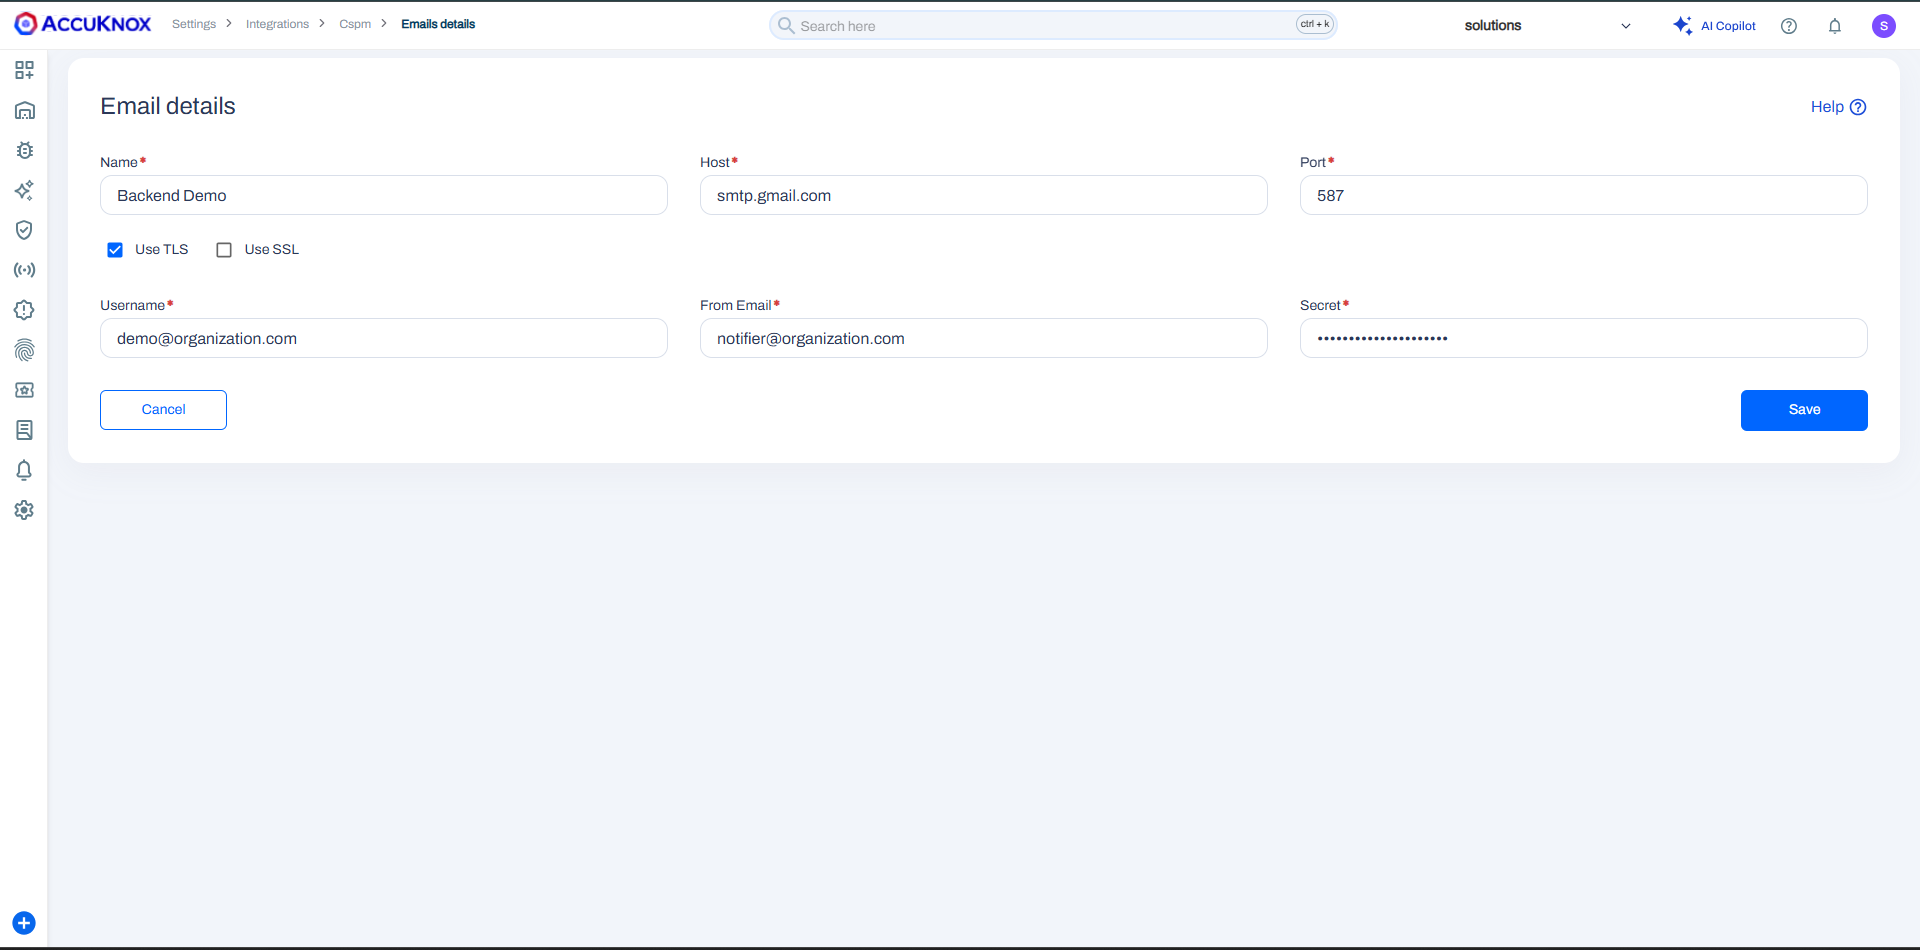 ACCUKNOX
Settings > Integrations > Cspm > Emails details
Search here
ctrl + k
solutions
AI Copilot
S
Email details
Help
Name*
Host*
Port*
Backend Demo
smtp.gmail.com
587
Use TLS
Use SSL
Username*
From Email*
Secret*
demo@organization.com
notifier@organization.com
•••••••••••••••••••••
Cancel
Save